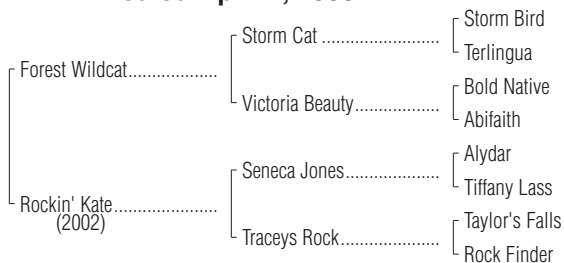 Storm Bird
Storm Cat ..........................
Terlingua
Forest Wildcat....................
Bold Native
Victoria Beauty...................
Abifaith
Alydar
Seneca Jones.....................
Tiffany Lass
Rockin' Kate.......................
(2002)
Taylor's Falls
Traceys Rock......................
Rock Finder